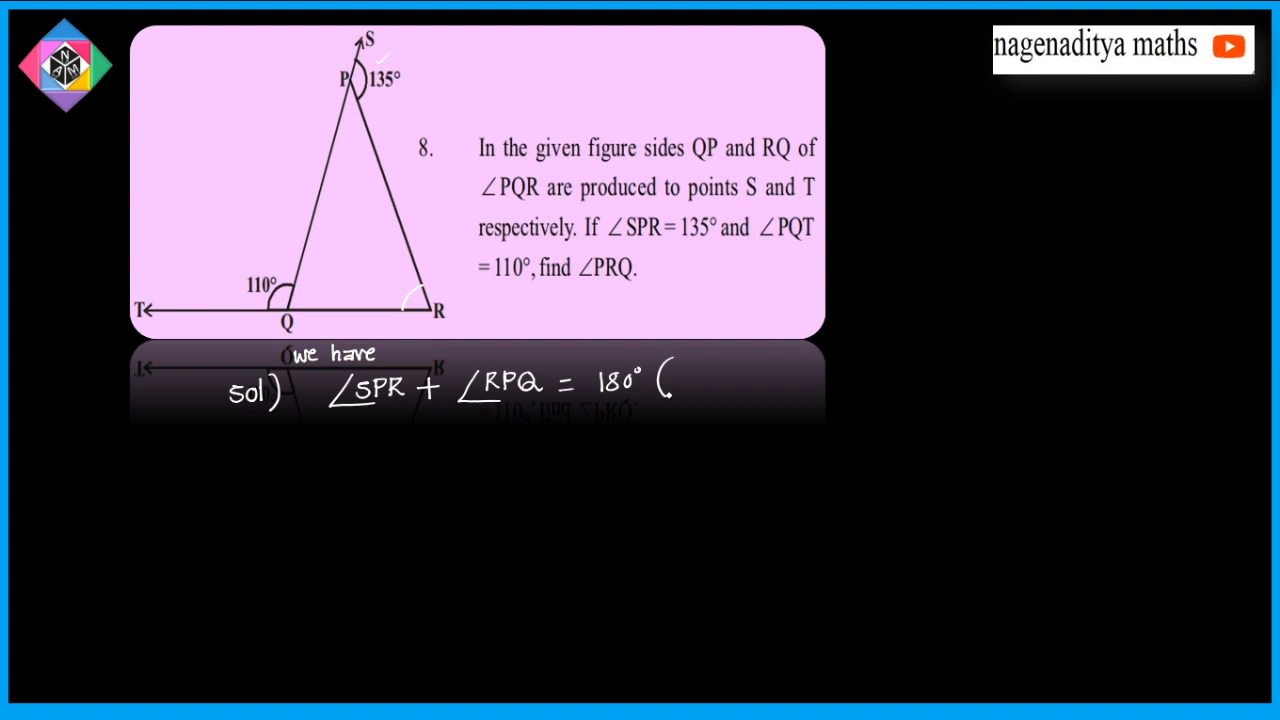 N
A M
nagenaditya maths
S
P 135°
8. In the given figure sides QP and RQ of
∠PQR are produced to points S and T
respectively. If ∠SPR = 135° and ∠PQT
= 110°, find ∠PRQ.
110°
T Q R
we have
sol) ∠SPR + ∠RPQ = 180° (